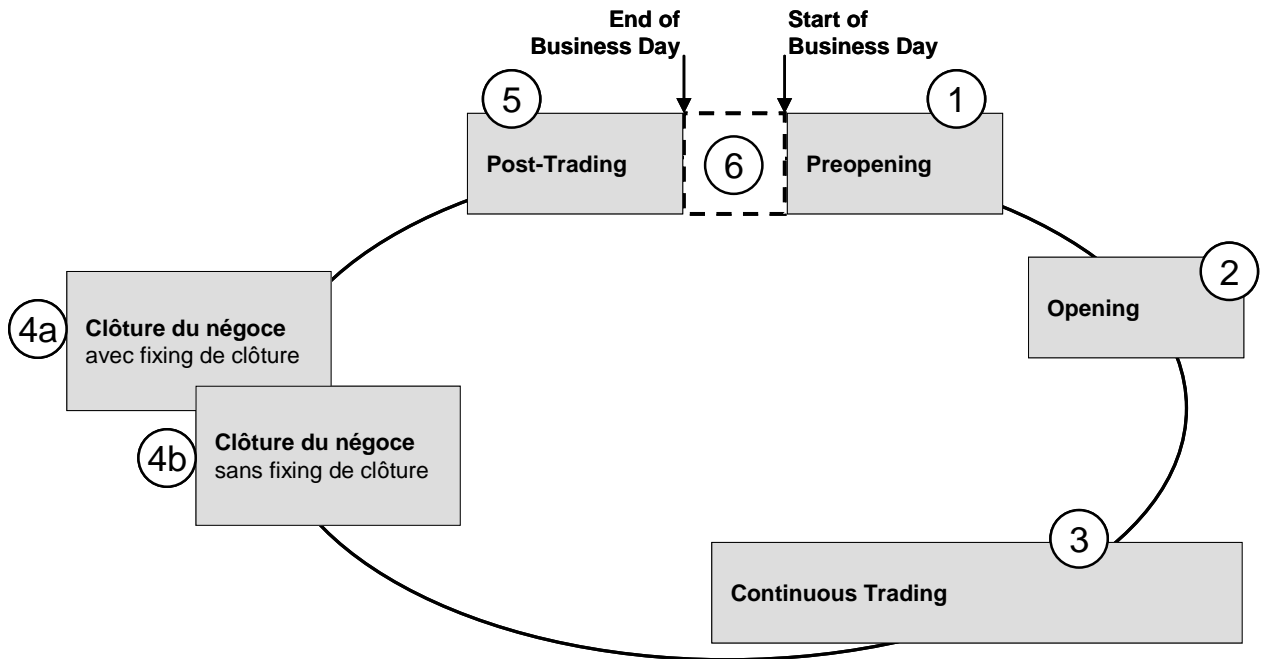 End of
Business Day
Start of
Business Day
5
1
Post-Trading
6
Preopening
2
Opening
4a
Clôture du négoce
avec fixing de clôture
4b
Clôture du négoce
sans fixing de clôture
3
Continuous Trading